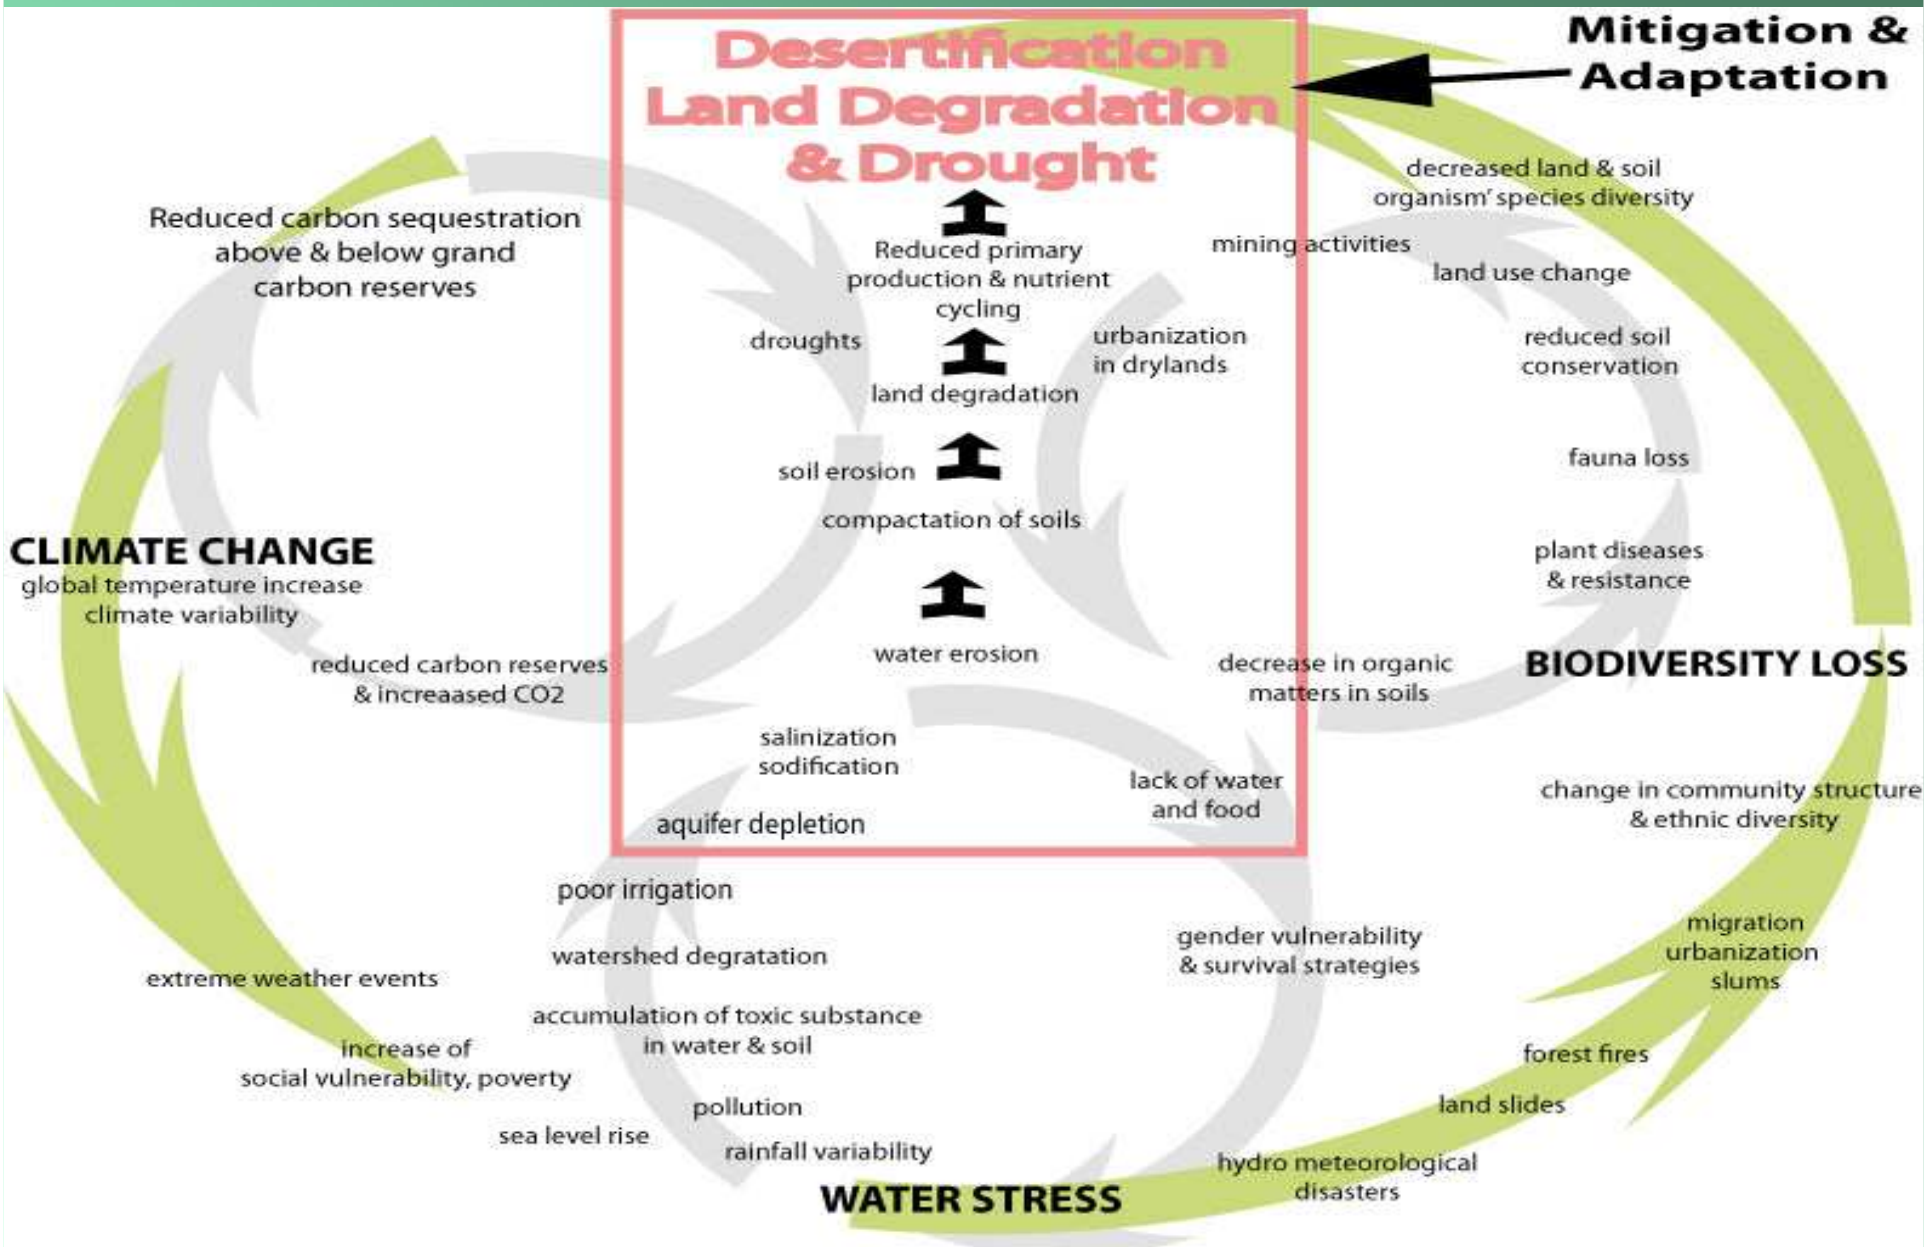 Desertification
Land Degradation
& Drought
Mitigation &
Adaptation
decreased land & soil
organism' species diversity
mining activities
land use change
Reduced carbon sequestration
above & below grand
carbon reserves
Reduced primary
production & nutrient
cycling
droughts
urbanization
in drylands
reduced soil
conservation
land degradation
soil erosion
fauna loss
compactation of soils
CLIMATE CHANGE
global temperature increase
climate variability
plant diseases
& resistance
water erosion
reduced carbon reserves
& increaased CO2
decrease in organic
matters in soils
BIODIVERSITY LOSS
salinization
sodification
lack of water
and food
change in community structure
& ethnic diversity
aquifer depletion
poor irrigation
watershed degratation
gender vulnerability
& survival strategies
migration
urbanization
slums
extreme weather events
accumulation of toxic substance
in water & soil
increase of
social vulnerability, poverty
forest fires
pollution
land slides
sea level rise
rainfall variability
hydro meteorological
disasters
WATER STRESS